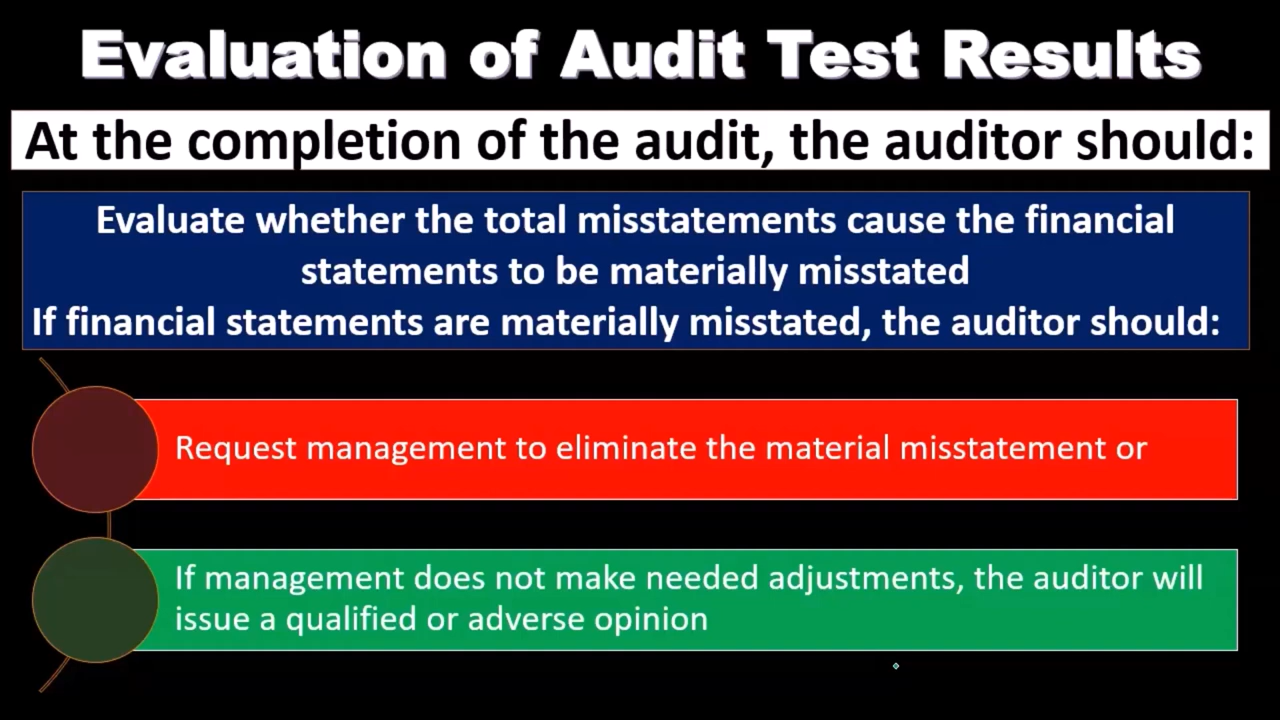 Evaluation of Audit Test Results
At the completion of the audit, the auditor should:
Evaluate whether the total misstatements cause the financial
statements to be materially misstated
If financial statements are materially misstated, the auditor should:
Request management to eliminate the material misstatement or
If management does not make needed adjustments, the auditor will
issue a qualified or adverse opinion